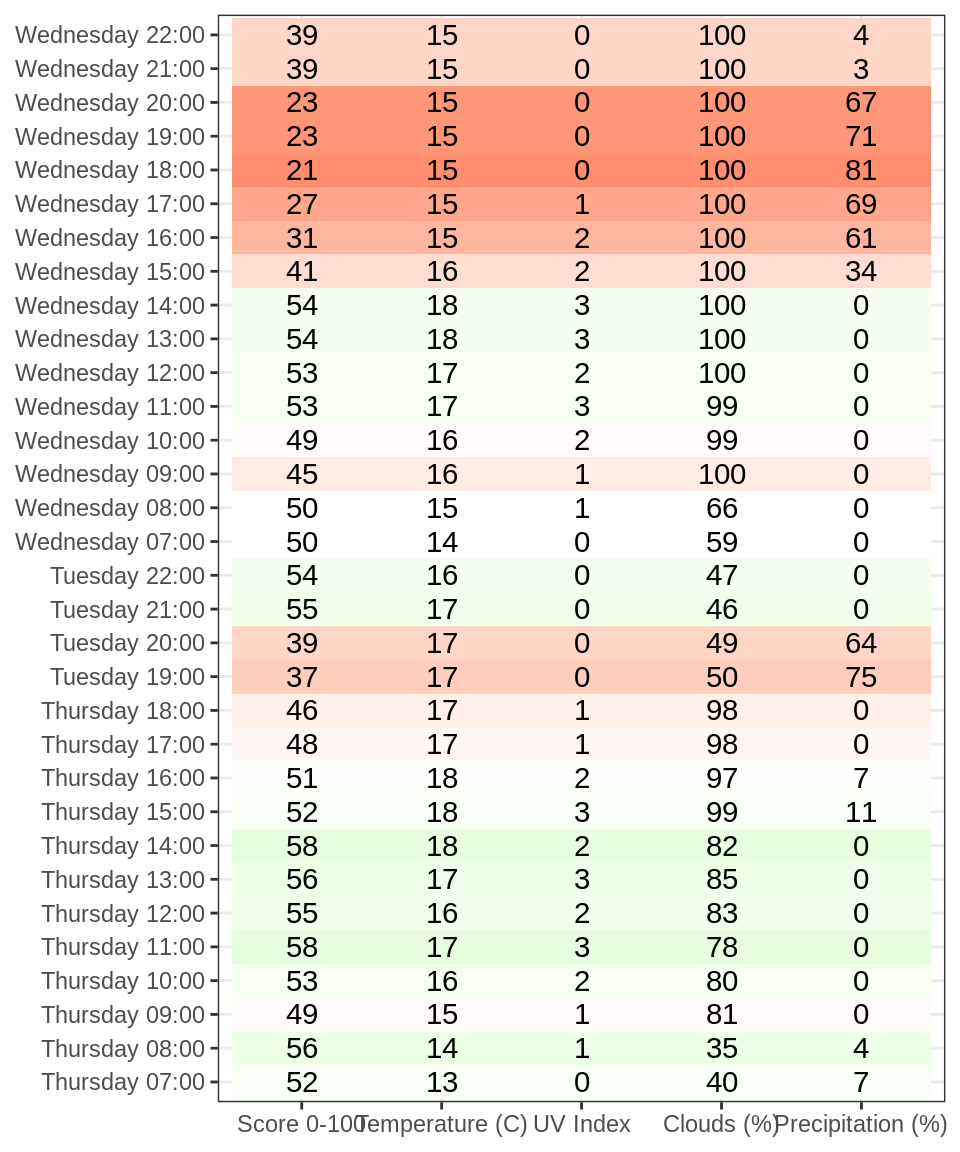 Wednesday 22:00 39 15 0 100 4
Wednesday 21:00 39 15 0 100 3
Wednesday 20:00 23 15 0 100 67
Wednesday 19:00 23 15 0 100 71
Wednesday 18:00 21 15 0 100 81
Wednesday 17:00 27 15 1 100 69
Wednesday 16:00 31 15 2 100 61
Wednesday 15:00 41 16 2 100 34
Wednesday 14:00 54 18 3 100 0
Wednesday 13:00 54 18 3 100 0
Wednesday 12:00 53 17 2 100 0
Wednesday 11:00 53 17 3 99 0
Wednesday 10:00 49 16 2 99 0
Wednesday 09:00 45 16 1 100 0
Wednesday 08:00 50 15 1 66 0
Wednesday 07:00 50 14 0 59 0
Tuesday 22:00 54 16 0 47 0
Tuesday 21:00 55 17 0 46 0
Tuesday 20:00 39 17 0 49 64
Tuesday 19:00 37 17 0 50 75
Thursday 18:00 46 17 1 98 0
Thursday 17:00 48 17 1 98 0
Thursday 16:00 51 18 2 97 7
Thursday 15:00 52 18 3 99 11
Thursday 14:00 58 18 2 82 0
Thursday 13:00 56 17 3 85 0
Thursday 12:00 55 16 2 83 0
Thursday 11:00 58 17 3 78 0
Thursday 10:00 53 16 2 80 0
Thursday 09:00 49 15 1 81 0
Thursday 08:00 56 14 1 35 4
Thursday 07:00 52 13 0 40 7
Score 0-100 Temperature (C) UV Index Clouds (%) Precipitation (%)